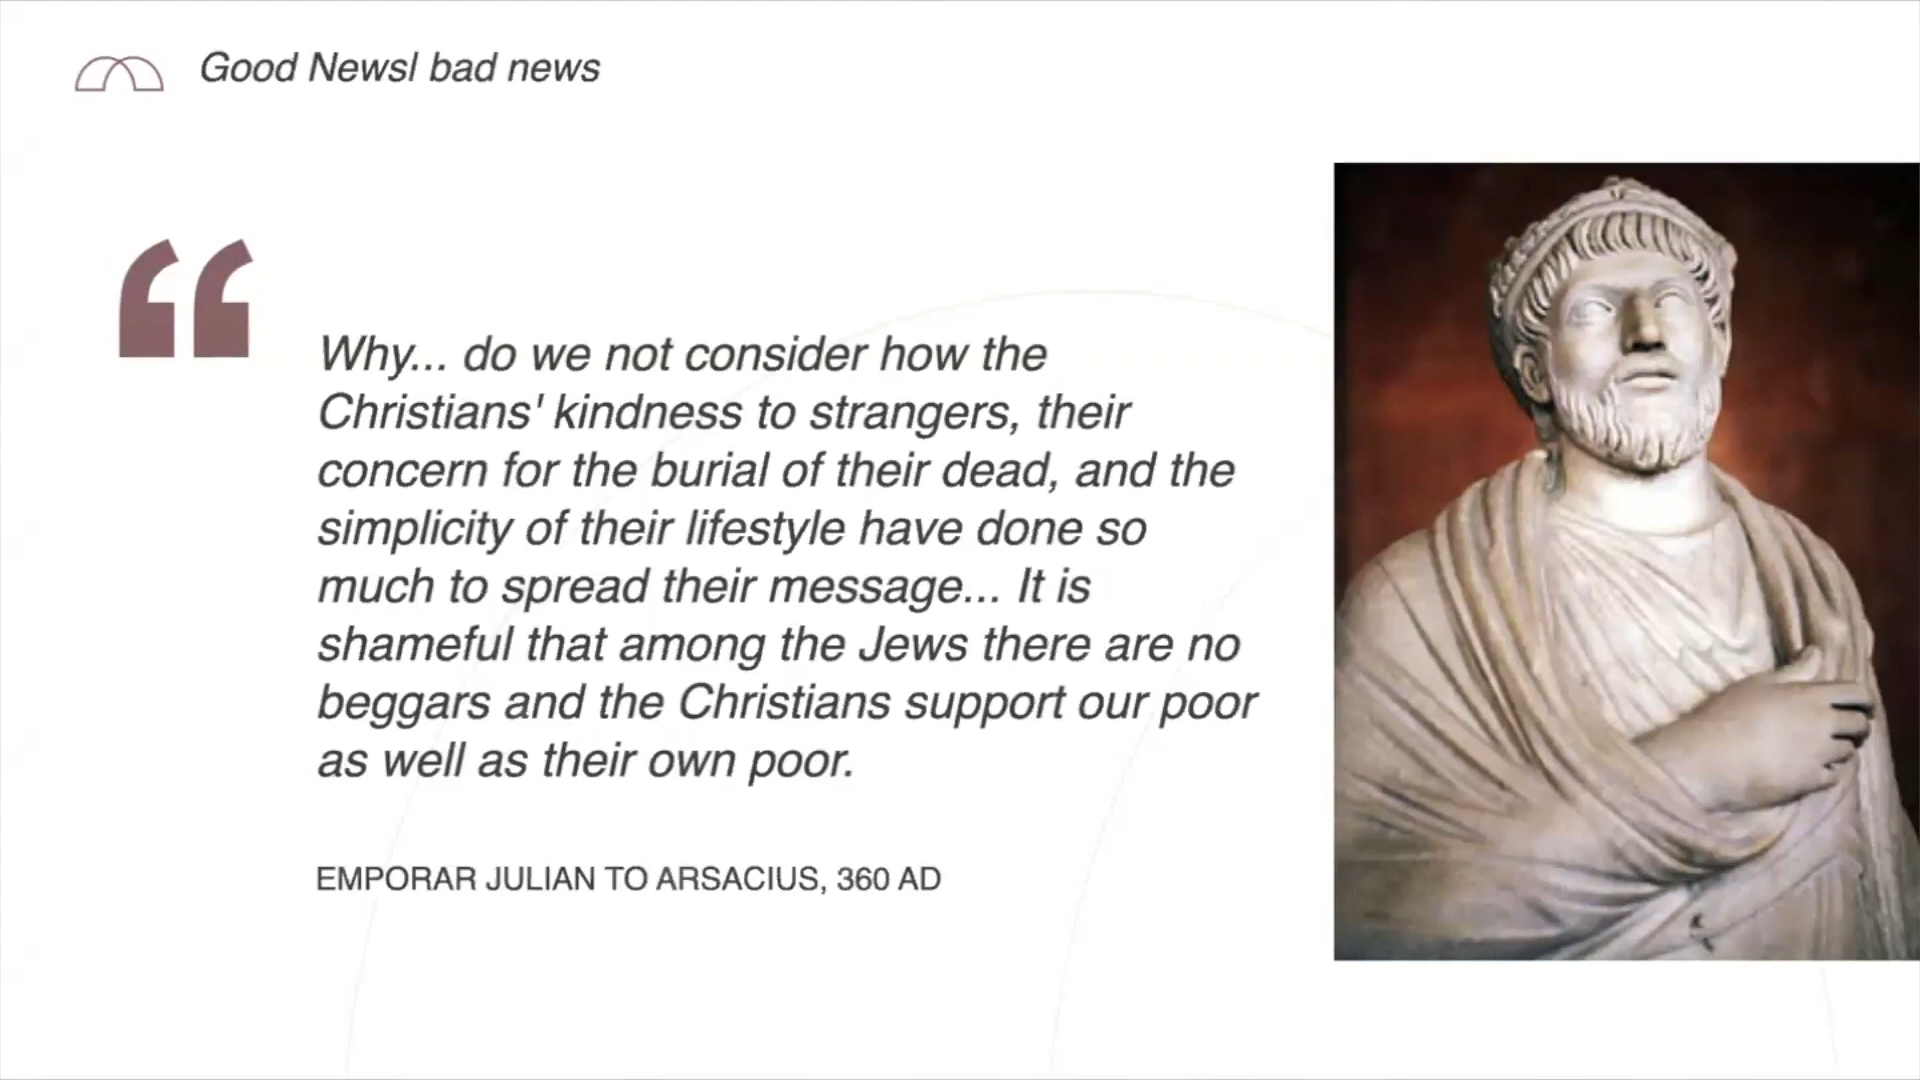 Good Newsl bad news
“
Why... do we not consider how the
Christians' kindness to strangers, their
concern for the burial of their dead, and the
simplicity of their lifestyle have done so
much to spread their message... It is
shameful that among the Jews there are no
beggars and the Christians support our poor
as well as their own poor.
EMPORAR JULIAN TO ARSACIUS, 360 AD